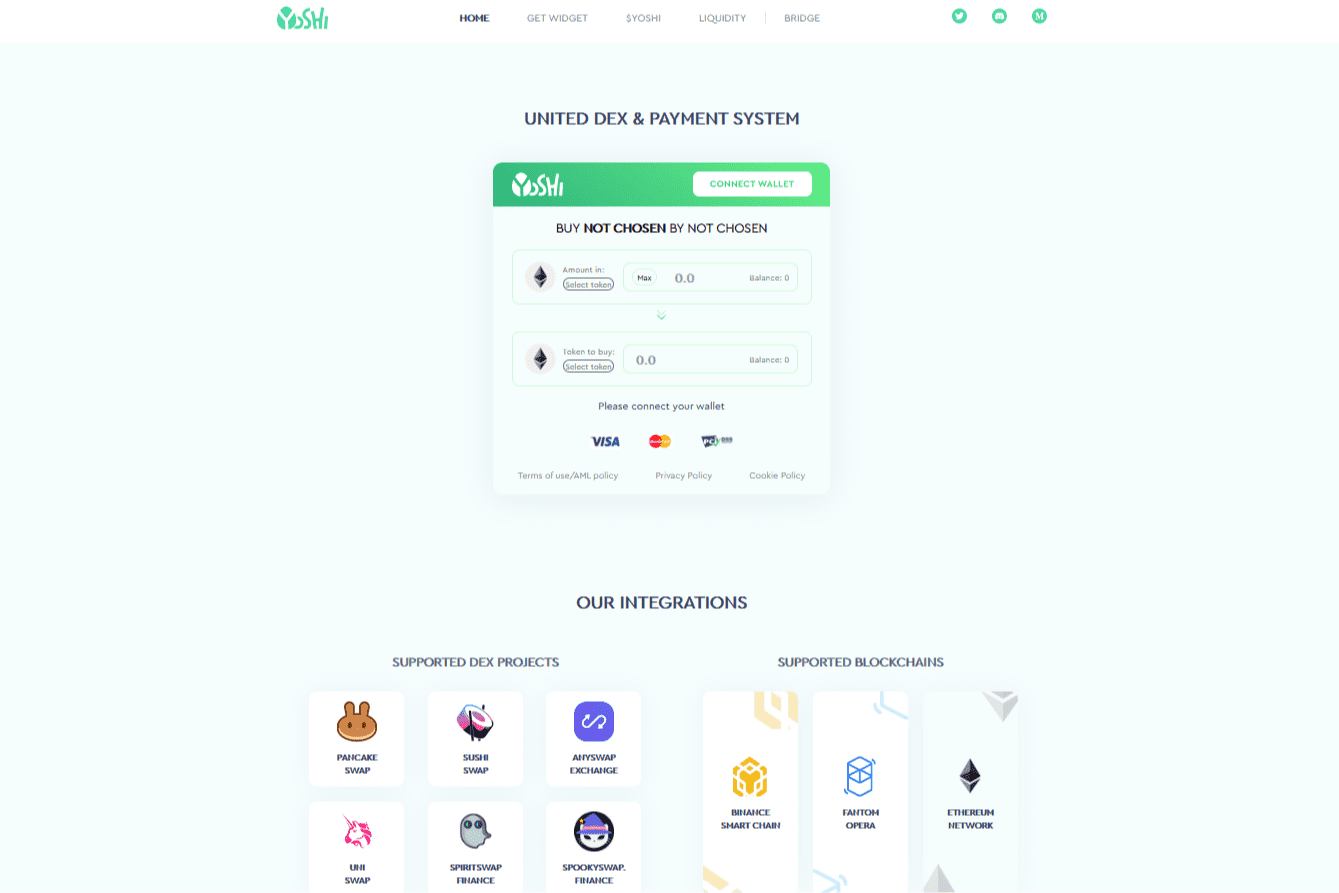 YOSHI
HOME
GET WIDGET
$YOSHI
LIQUIDITY
BRIDGE
UNITED DEX & PAYMENT SYSTEM
YOSHI
CONNECT WALLET
BUY NOT CHOSEN BY NOT CHOSEN
Amount in:
Select token
Max
0.0
Balance: 0
Token to buy:
Select token
0.0
Balance: 0
Please connect your wallet
VISA
PCI DSS
Terms of use/AML policy
Privacy Policy
Cookie Policy
OUR INTEGRATIONS
SUPPORTED DEX PROJECTS
PANCAKE
SWAP
SUSHI
SWAP
ANYSWAP
EXCHANGE
UNI
SWAP
SPIRITSWAP
FINANCE
SPOOKYSWAP.
FINANCE
SUPPORTED BLOCKCHAINS
BINANCE
SMART CHAIN
FANTOM
OPERA
ETHEREUM
NETWORK